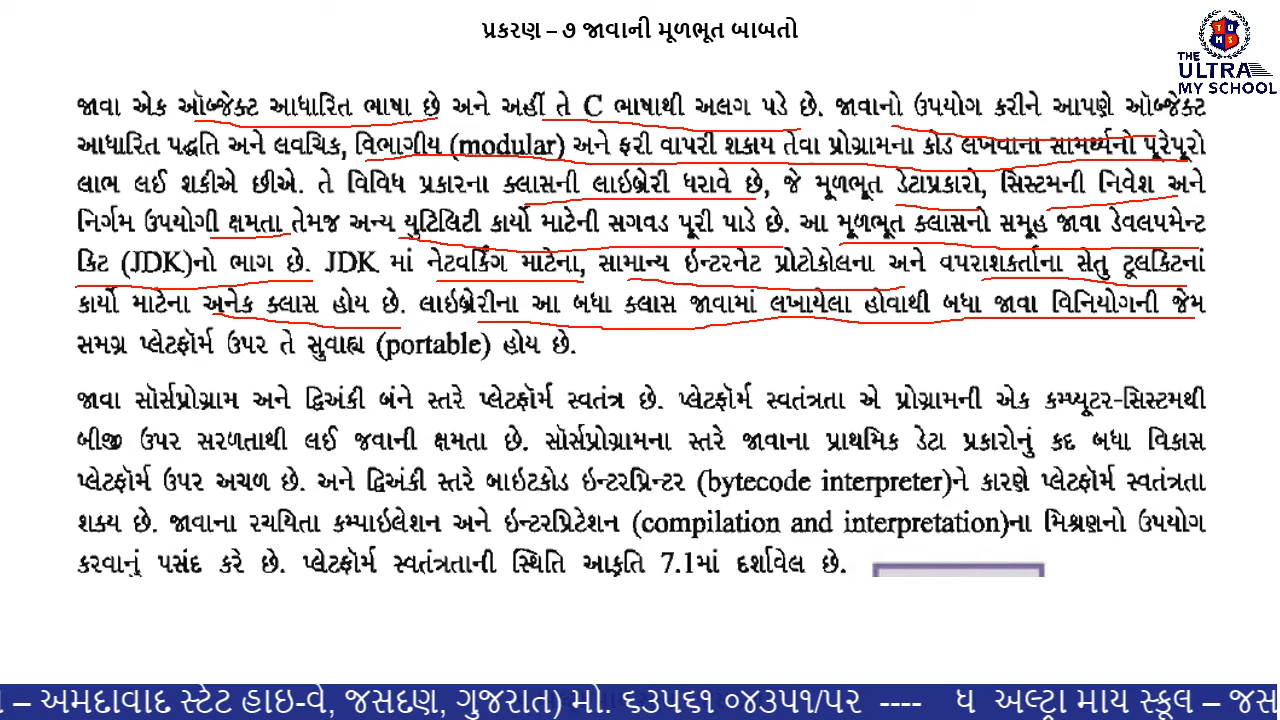 પ્રકરણ – ૭ જાવાની મૂળભૂત બાબતો
THE
ULTRA
MY SCHOOL
T U
M S
જાવા એક ઑબ્જેક્ટ આધારિત ભાષા છે અને અહીં તે C ભાષાથી અલગ પડે છે. જાવાનો ઉપયોગ કરીને આપણે ઑબ્જેક્ટ
આધારિત પદ્ધતિ અને લવચિક, વિભાગીય (modular) અને ફરી વાપરી શકાય તેવા પ્રોગ્રામના કોડ લખવાના સામર્થ્યનો પૂરેપૂરો
લાભ લઈ શકીએ છીએ. તે વિવિધ પ્રકારના ક્લાસની લાઇબ્રેરી ધરાવે છે, જે મૂળભૂત ડેટાપ્રકારો, સિસ્ટમની નિવેશ અને
નિર્ગમ ઉપયોગી ક્ષમતા તેમજ અન્ય યુટિલિટી કાર્યો માટેની સગવડ પૂરી પાડે છે. આ મૂળભૂત ક્લાસનો સમૂહ જાવા ડેવલપમેન્ટ
કિટ (JDK)નો ભાગ છે. JDK માં નેટવર્કિંગ માટેના, સામાન્ય ઇન્ટરનેટ પ્રોટોકોલના અને વપરાશકર્તાના સેતુ ટૂલકિટનાં
કાર્યો માટેના અનેક ક્લાસ હોય છે. લાઇબ્રેરીના આ બધા ક્લાસ જાવામાં લખાયેલા હોવાથી બધા જાવા વિનિયોગની જેમ
સમગ્ર પ્લેટફૉર્મ ઉપર તે સુવાહ્ય (portable) હોય છે.
જાવા સૉર્સપ્રોગ્રામ અને દ્વિઅંકી બંને સ્તરે પ્લેટફૉર્મ સ્વતંત્ર છે. પ્લેટફૉર્મ સ્વતંત્રતા એ પ્રોગ્રામની એક કમ્પ્યૂટર-સિસ્ટમથી
બીજી ઉપર સરળતાથી લઈ જવાની ક્ષમતા છે. સૉર્સપ્રોગ્રામના સ્તરે જાવાના પ્રાથમિક ડેટા પ્રકારોનું કદ બધા વિકાસ
પ્લેટફૉર્મ ઉપર અચળ છે. અને દ્વિઅંકી સ્તરે બાઇટકોડ ઇન્ટરપ્રિન્ટર (bytecode interpreter)ને કારણે પ્લેટફૉર્મ સ્વતંત્રતા
શક્ય છે. જાવાના રચયિતા કમ્પાઇલેશન અને ઇન્ટરપ્રિટેશન (compilation and interpretation)ના મિશ્રણનો ઉપયોગ
કરવાનું પસંદ કરે છે. પ્લેટફૉર્મ સ્વતંત્રતાની સ્થિતિ આકૃતિ 7.1માં દર્શાવેલ છે.
– અમદાવાદ સ્ટેટ હાઇ-વે, જસદણ, ગુજરાત) મો. ૬૩૫૬૧ ૦૪૩૫૧/૫૨ ---- ધ અલ્ટ્રા માય સ્કૂલ – જસ